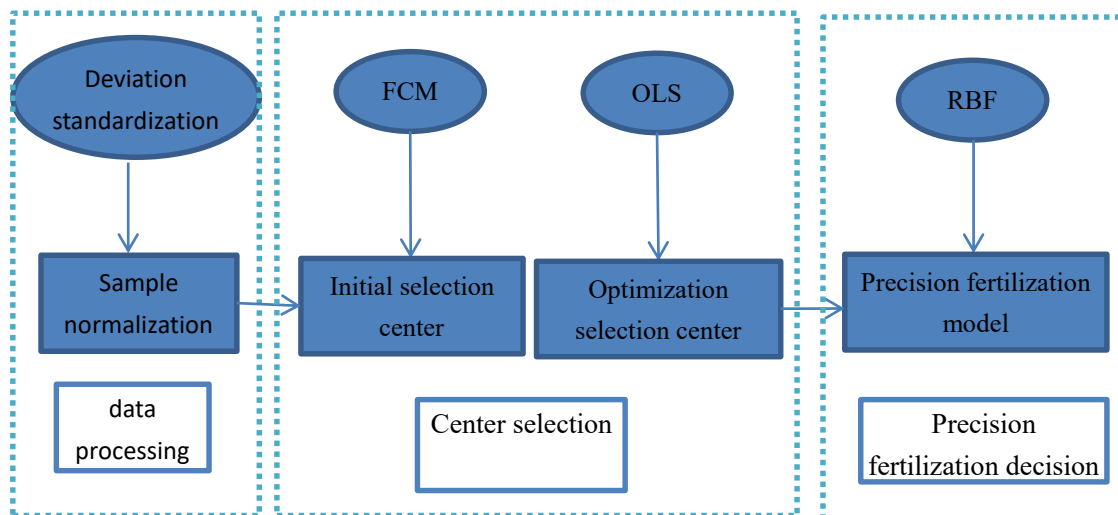 Deviation
standardization
FCM
OLS
RBF
Sample
normalization
Initial selection
center
Optimization
selection center
Precision fertilization
model
data
processing
Center selection
Precision
fertilization decision